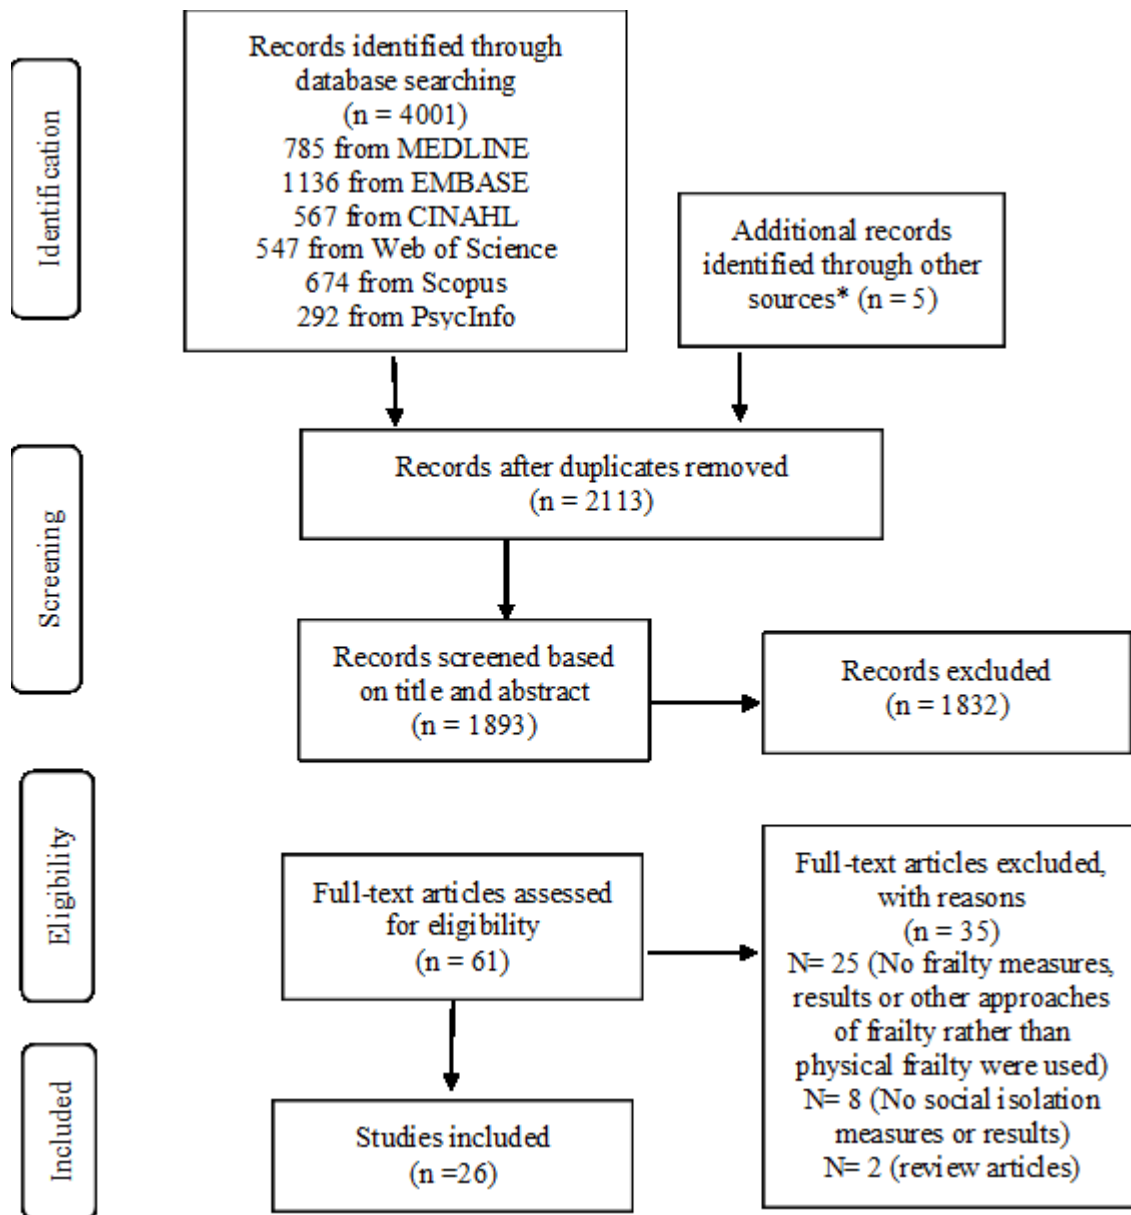 Identification
Records identified through
database searching
(n = 4001)
785 from MEDLINE
1136 from EMBASE
567 from CINAHL
547 from Web of Science
674 from Scopus
292 from PsycInfo
Additional records
identified through other
sources* (n = 5)
Screening
Records after duplicates removed
(n = 2113)
Records screened based
on title and abstract
(n = 1893)
Records excluded
(n = 1832)
Eligibility
Full-text articles assessed
for eligibility
(n = 61)
Full-text articles excluded,
with reasons
(n = 35)
N= 25 (No frailty measures,
results or other approaches
of frailty rather than
physical frailty were used)
N= 8 (No social isolation
measures or results)
N= 2 (review articles)
Included
Studies included
(n =26)